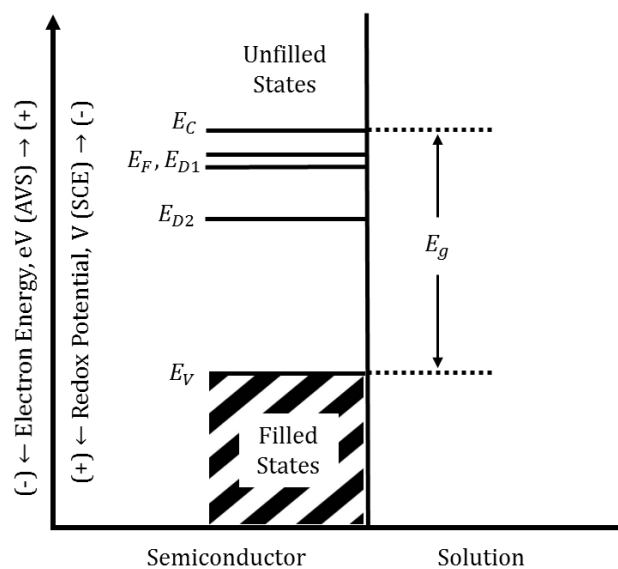 Unfilled
States
E_C
E_F, E_D1
E_D2
E_g
E_V
Filled
States
(-) ← Electron Energy, eV (AVS) → (+)
(+) ← Redox Potential, V (SCE) → (-)
Semiconductor
Solution